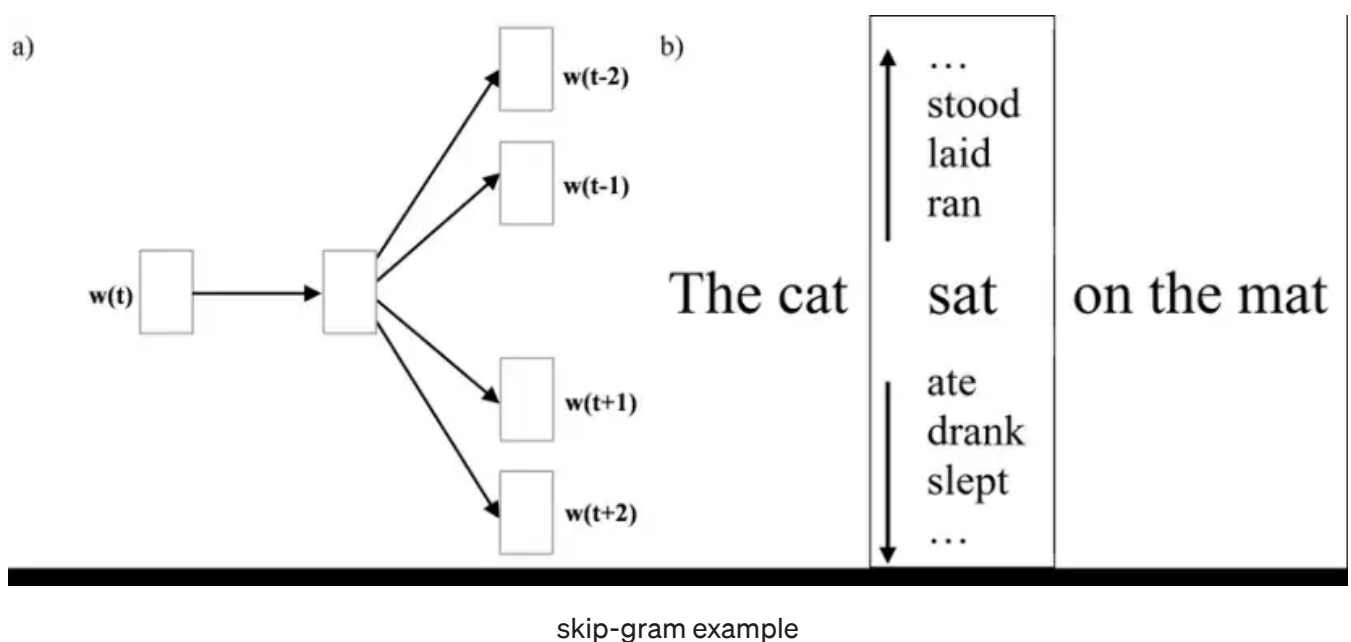 a)
w(t-2)
w(t-1)
w(t)
w(t+1)
w(t+2)
b)
...
stood
laid
ran
The cat sat on the mat
ate
drank
slept
...
skip-gram example